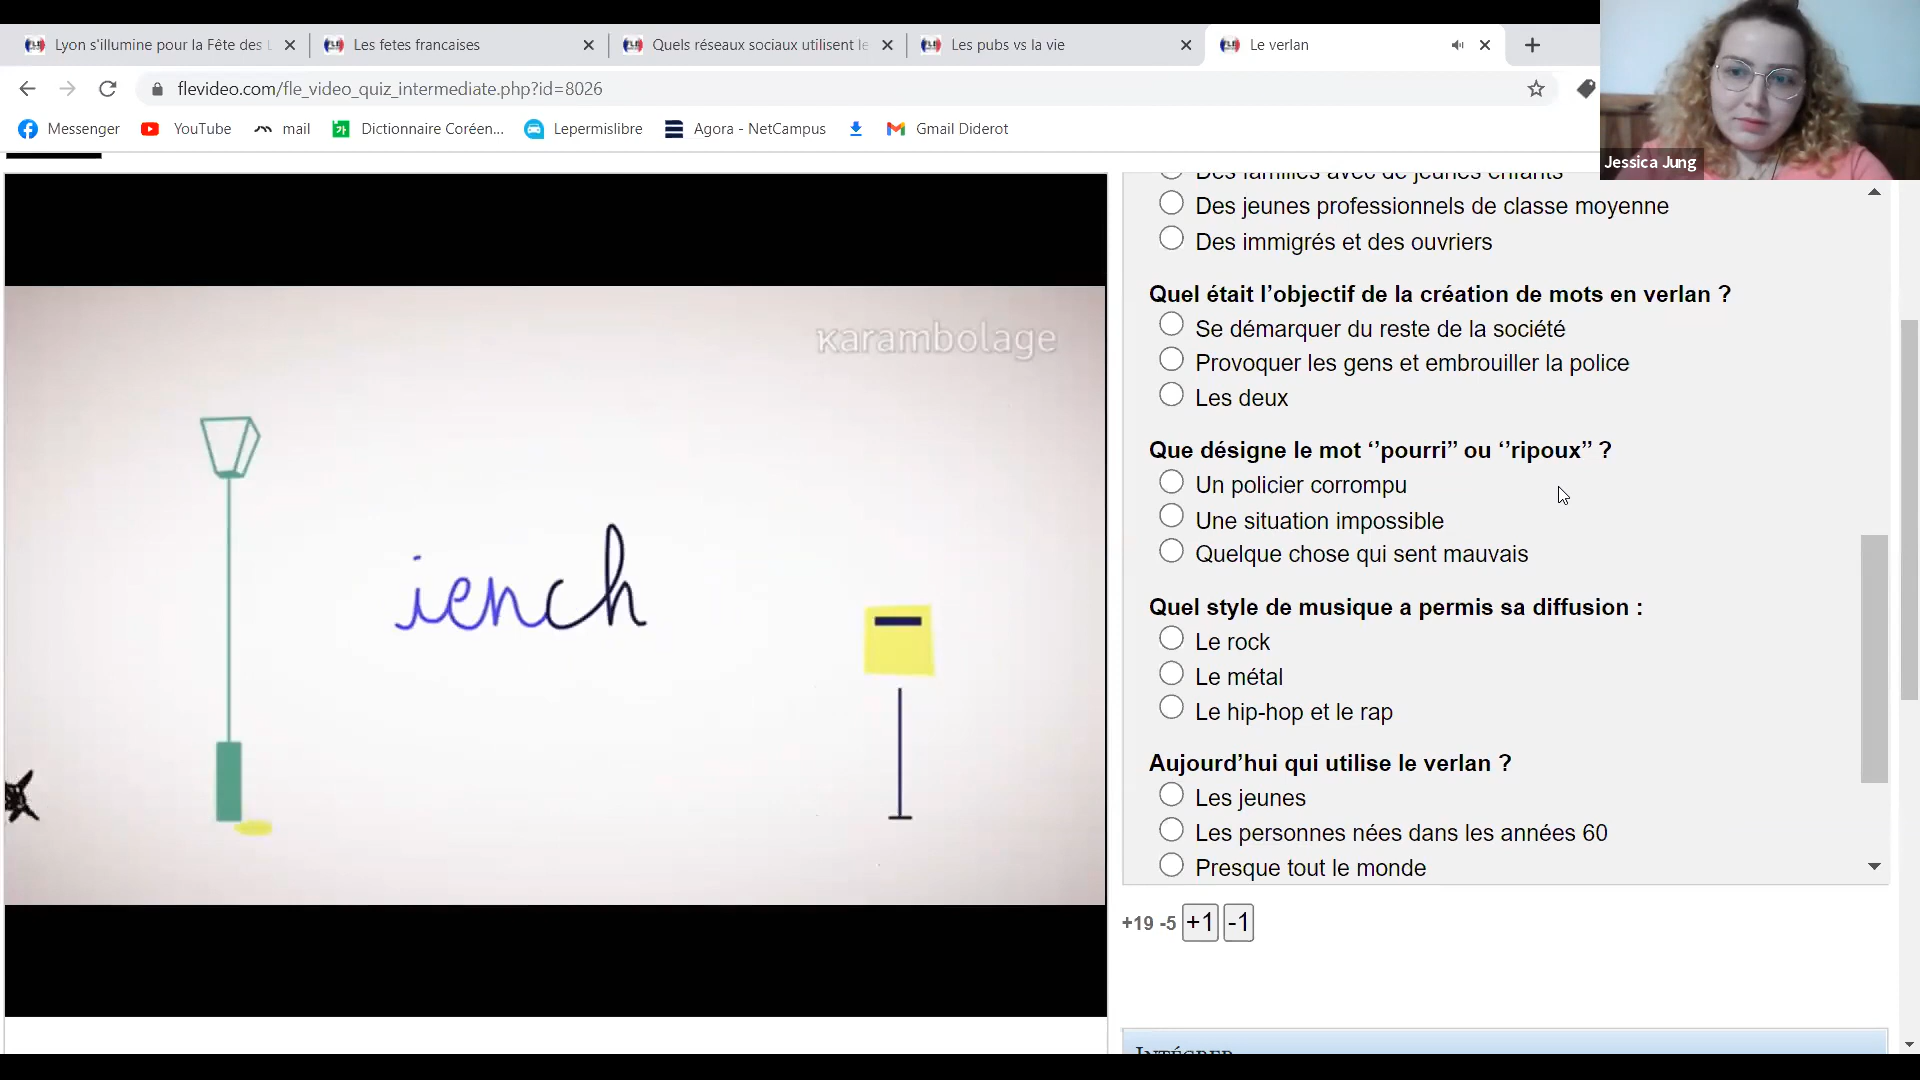 Lyon s'illumine pour la Fête des L
Les fetes francaises
Quels réseaux sociaux utilisent le
Les pubs vs la vie
Le verlan
flevideo.com/fle_video_quiz_intermediate.php?id=8026
Messenger
YouTube
mail
Dictionnaire Coréen...
Lepermislibre
Agora - NetCampus
Gmail Diderot
Jessica Jung
karambolage
iench
Des familles avec de jeunes enfants
Des jeunes professionnels de classe moyenne
Des immigrés et des ouvriers
Quel était l’objectif de la création de mots en verlan ?
Se démarquer du reste de la société
Provoquer les gens et embrouiller la police
Les deux
Que désigne le mot ‘’pourri’’ ou ‘’ripoux’’ ?
Un policier corrompu
Une situation impossible
Quelque chose qui sent mauvais
Quel style de musique a permis sa diffusion :
Le rock
Le métal
Le hip-hop et le rap
Aujourd’hui qui utilise le verlan ?
Les jeunes
Les personnes nées dans les années 60
Presque tout le monde
+19 -5 +1 -1
INTÉGRER